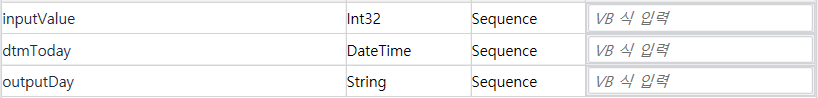 inputValue Int32 Sequence VB 식 입력
dtmToday DateTime Sequence VB 식 입력
outputDay String Sequence VB 식 입력